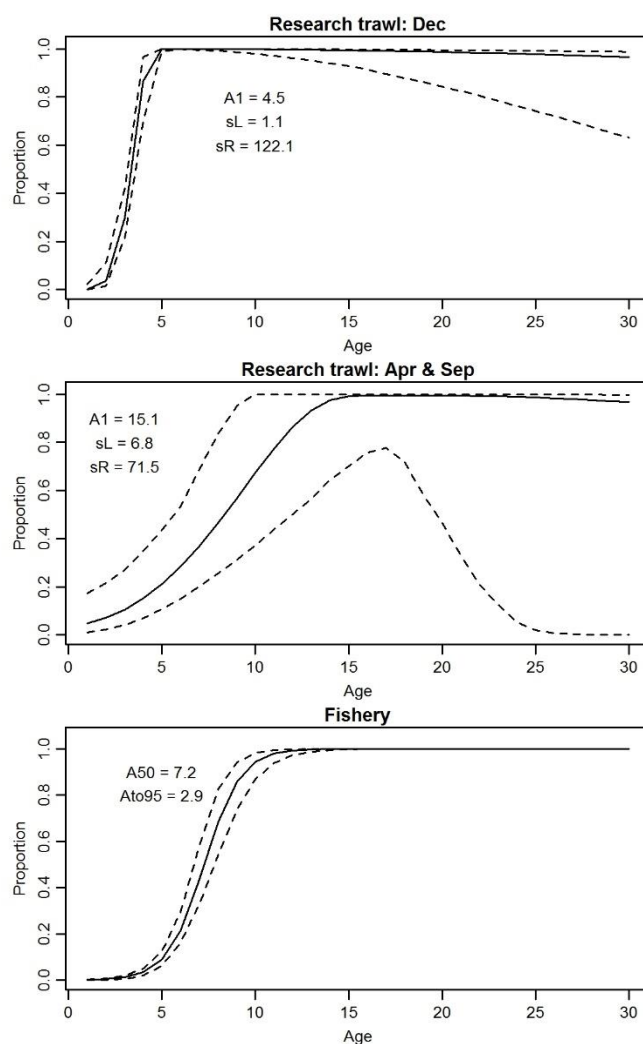 Research trawl: Dec
Proportion
0.0 0.2 0.4 0.6 0.8 1.0
A1 = 4.5
sL = 1.1
sR = 122.1
0 5 10 15 20 25 30
Age
Research trawl: Apr & Sep
Proportion
0.0 0.2 0.4 0.6 0.8 1.0
A1 = 15.1
sL = 6.8
sR = 71.5
0 5 10 15 20 25 30
Age
Fishery
Proportion
0.0 0.2 0.4 0.6 0.8 1.0
A50 = 7.2
Ato95 = 2.9
0 5 10 15 20 25 30
Age